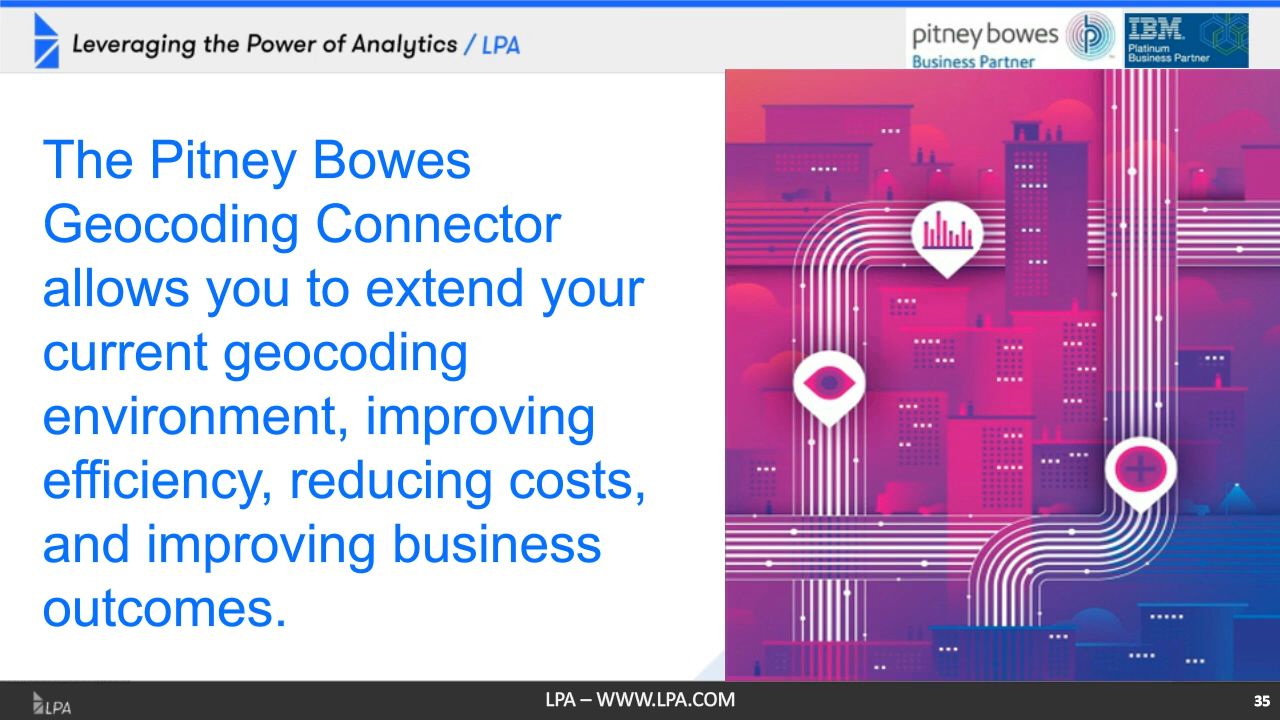 Leveraging the Power of Analytics / LPA
pitney bowes
Business Partner
IBM
Platinum
Business Partner
The Pitney Bowes
Geocoding Connector
allows you to extend your
current geocoding
environment, improving
efficiency, reducing costs,
and improving business
outcomes.
LPA
LPA – WWW.LPA.COM
35